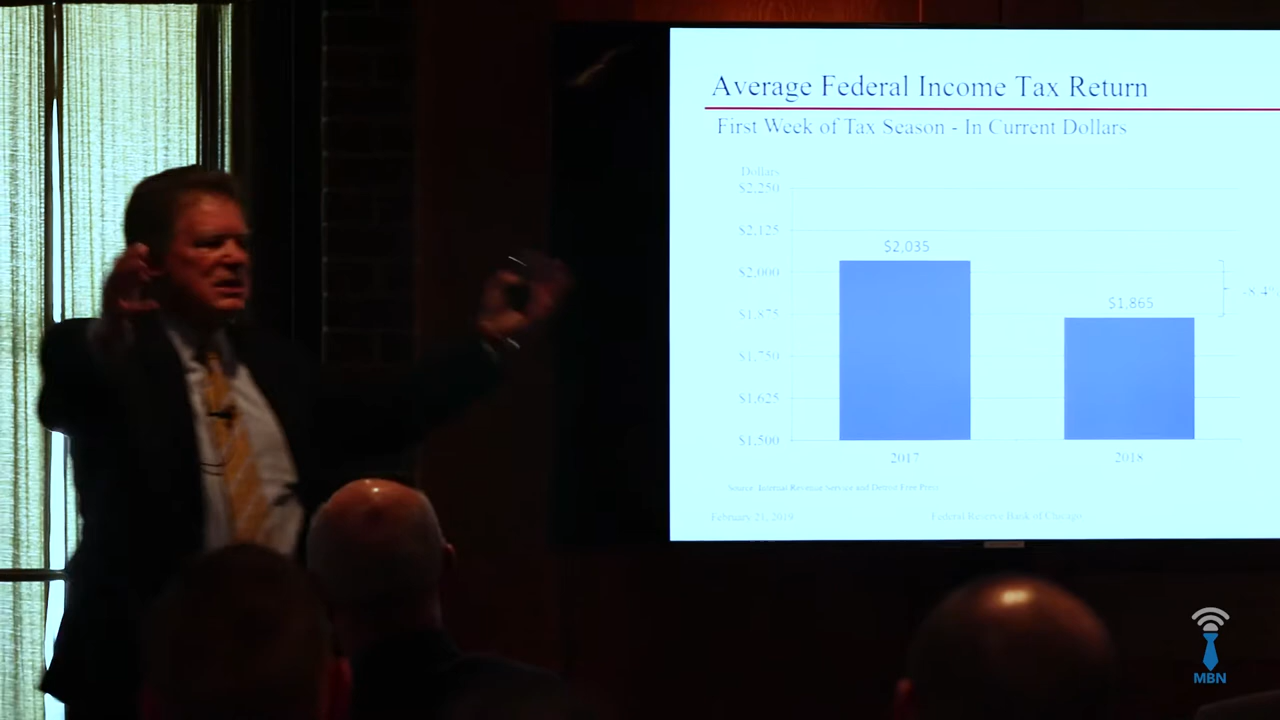 Average Federal Income Tax Return
First Week of Tax Season - In Current Dollars
Dollars
$2,250
$2,125
$2,000
$1,875
$1,750
$1,625
$1,500
$2,035
$1,865
-8.4%
2017
2018
Source: Internal Revenue Service and Detroit Free Press
February 21, 2019
Federal Reserve Bank of Chicago
MBN